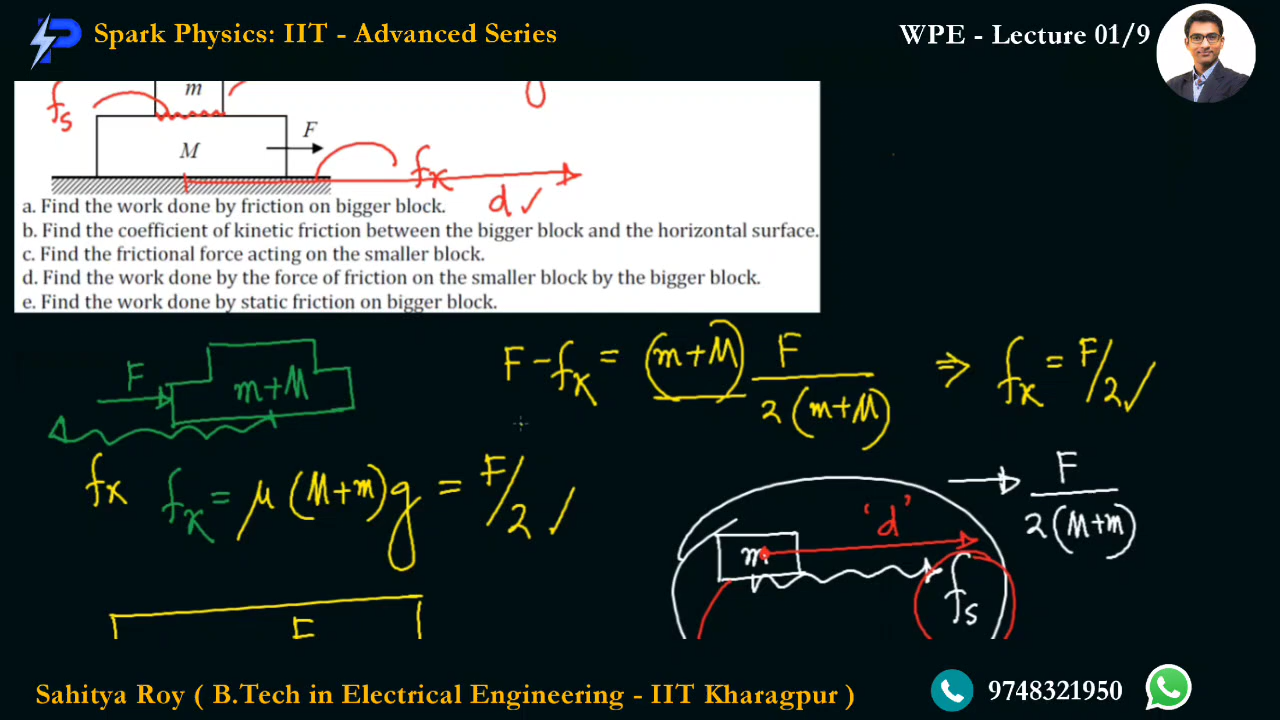 Spark Physics: IIT - Advanced Series
WPE - Lecture 01/9
m
fs
F
M
fx
d ✓
a. Find the work done by friction on bigger block.
b. Find the coefficient of kinetic friction between the bigger block and the horizontal surface.
c. Find the frictional force acting on the smaller block.
d. Find the work done by the force of friction on the smaller block by the bigger block.
e. Find the work done by static friction on bigger block.
F
m+M
F - fx = (m+M) F / 2(m+M) ⇒ fx = F/2 ✓
fx
fx = μ(M+m)g = F/2 ✓
F / 2(M+m)
'd'
m
fs
Sahitya Roy ( B.Tech in Electrical Engineering - IIT Kharagpur )
9748321950